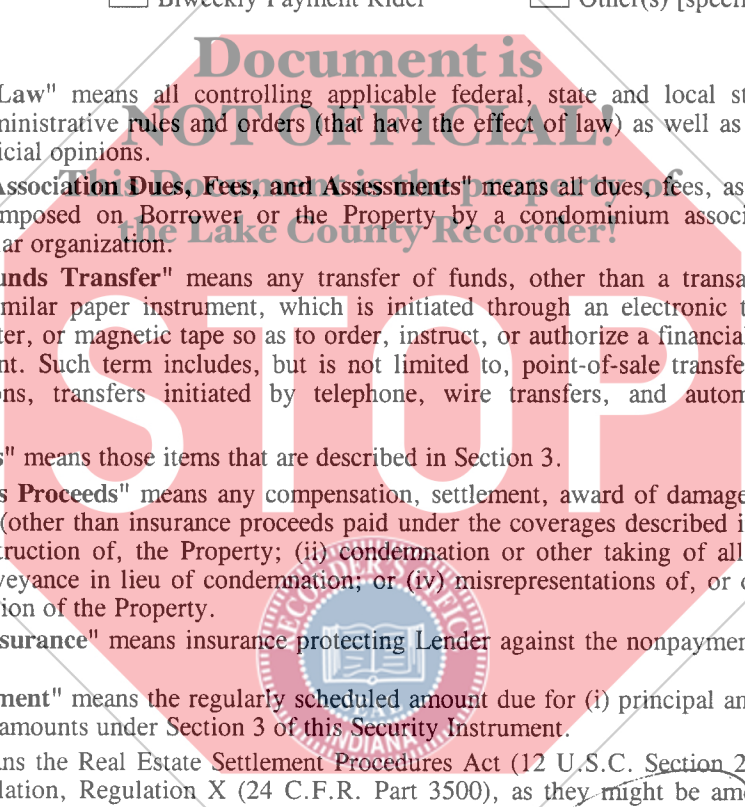 Biweekly Payment Rider Other(s) [speci
Document is
Law" means all controlling applicable federal, state and local st
NOT OFFICIAL!
ministrative rules and orders (that have the effect of law) as well as
icial opinions.
This Document is the property of
Association Dues, Fees, and Assessments" means all dues, fees, as
mposed on Borrower or the Property by a condominium associ
the Lake County Recorder!
ar organization.
unds Transfer" means any transfer of funds, other than a transa
milar paper instrument, which is initiated through an electronic t
ter, or magnetic tape so as to order, instruct, or authorize a financial
nt. Such term includes, but is not limited to, point-of-sale transfe
ns, transfers initiated by telephone, wire transfers, and autom
STOP
s" means those items that are described in Section 3.
s Proceeds" means any compensation, settlement, award of damage
(other than insurance proceeds paid under the coverages described i
truction of, the Property; (ii) condemnation or other taking of all
veyance in lieu of condemnation; or (iv) misrepresentations of, or
ion of the Property.
RECORDER'S OFFIC
surance" means insurance protecting Lender against the nonpaymen
SEAL
ment" means the regularly scheduled amount due for (i) principal an
amounts under Section 3 of this Security Instrument.
INDIANA
ns the Real Estate Settlement Procedures Act (12 U.S.C. Section 2
lation, Regulation X (24 C.F.R. Part 3500), as they might be ame